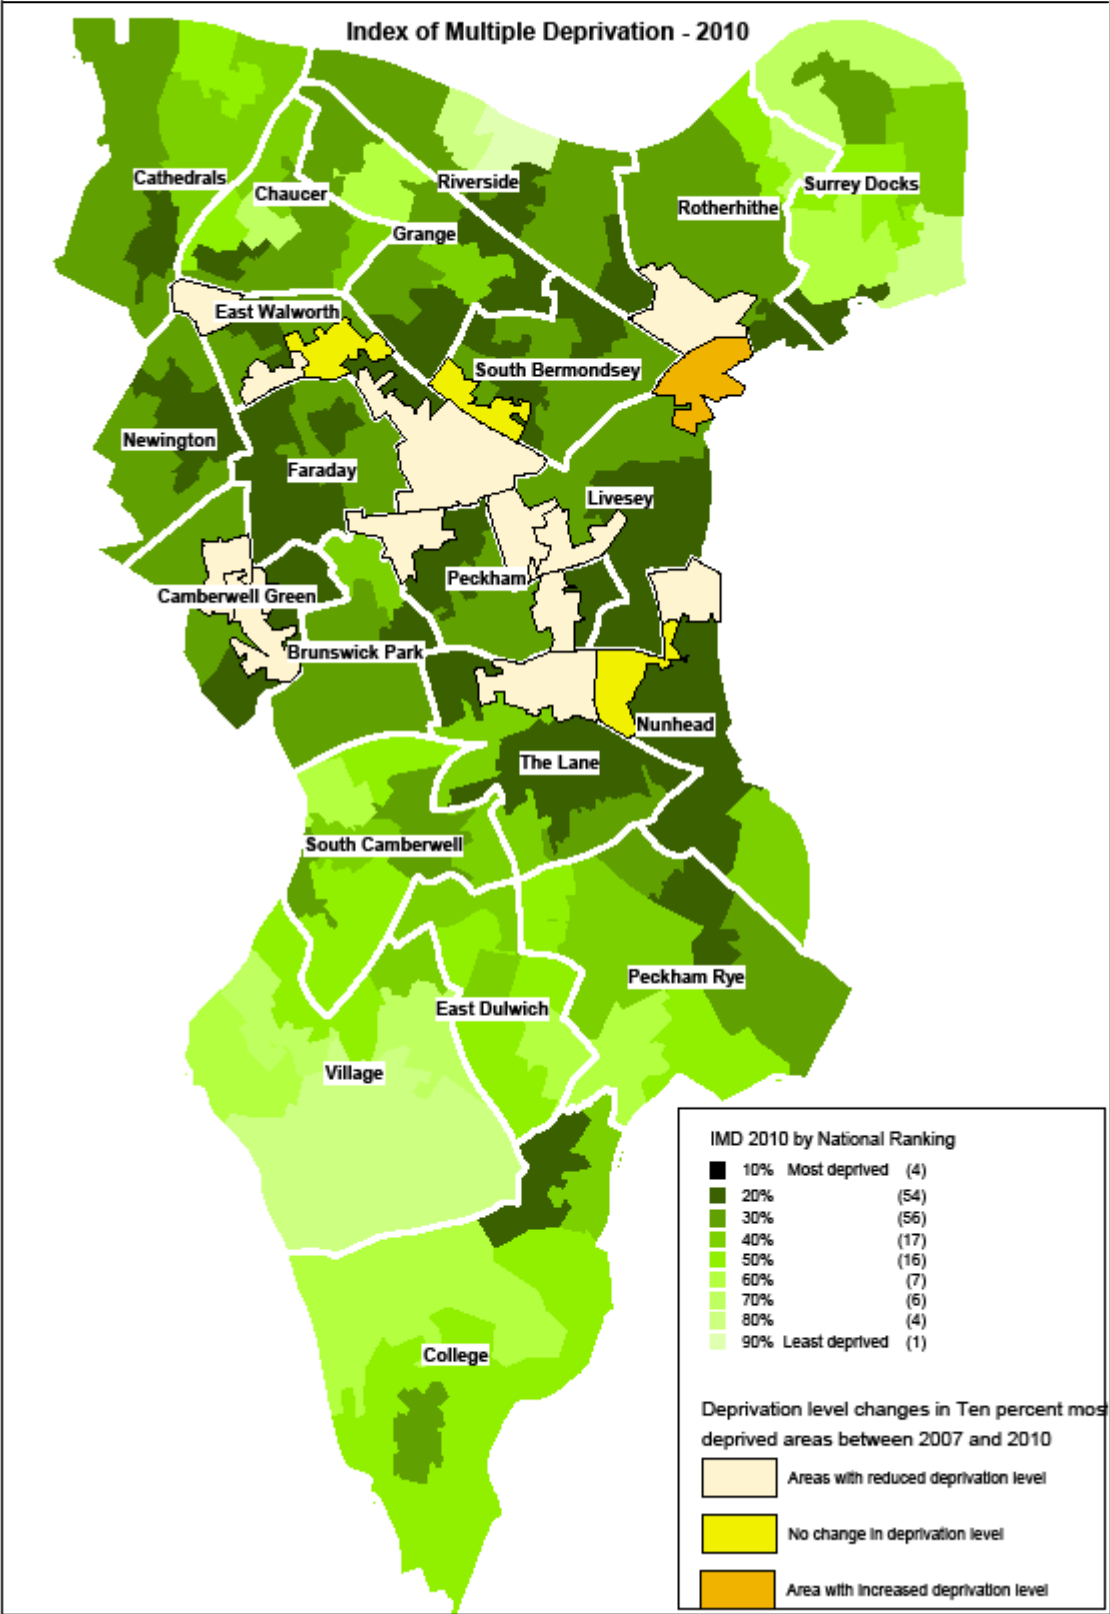 Index of Multiple Deprivation - 2010
Cathedrals
Chaucer
Riverside
Surrey Docks
Rotherhithe
Grange
East Walworth
South Bermondsey
Newington
Faraday
Livesey
Peckham
Camberwell Green
Brunswick Park
Nunhead
The Lane
South Camberwell
Peckham Rye
East Dulwich
Village
College
IMD 2010 by National Ranking
10% Most deprived (4)
20% (54)
30% (56)
40% (17)
50% (16)
60% (7)
70% (6)
80% (4)
90% Least deprived (1)
Deprivation level changes in Ten percent most
deprived areas between 2007 and 2010
Areas with reduced deprivation level
No change in deprivation level
Area with increased deprivation level